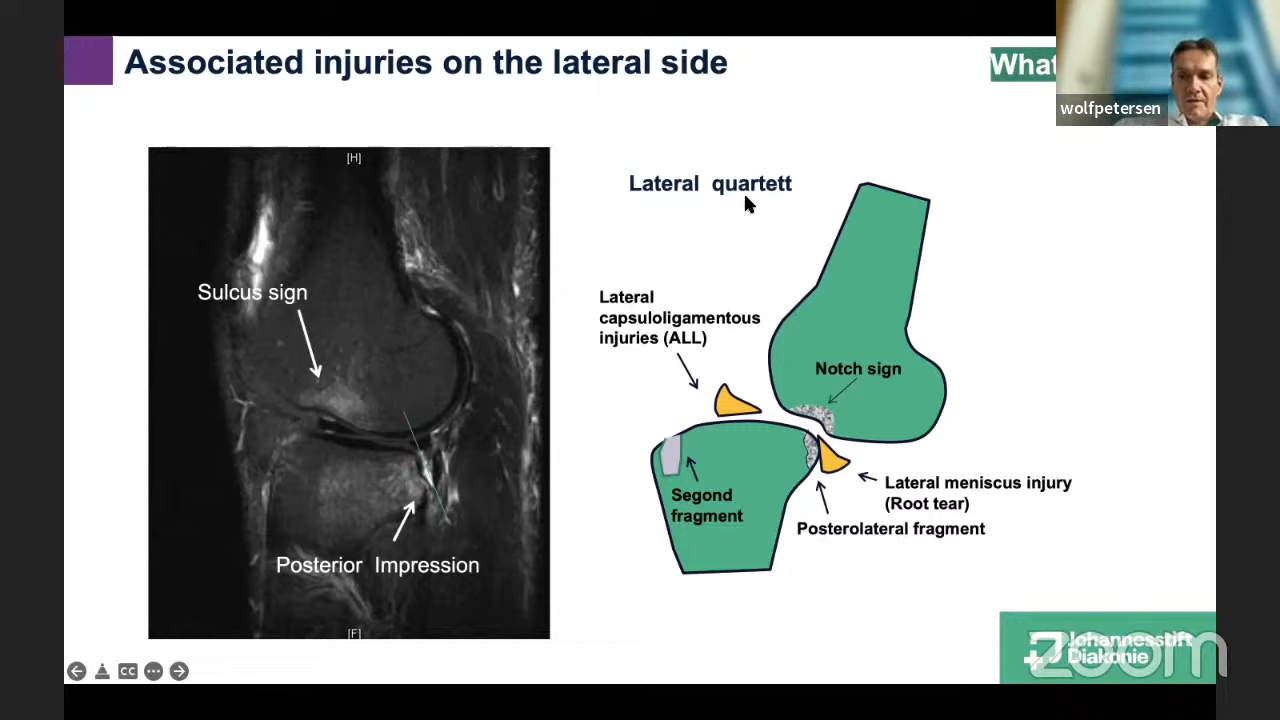 Associated injuries on the lateral side
What
wolfpetersen
[H]
Sulcus sign
Posterior Impression
[F]
Lateral quartett
Lateral
capsuloligamentous
injuries (ALL)
Notch sign
Segond
fragment
Lateral meniscus injury
(Root tear)
Posterolateral fragment
CC
Johannesstift
Diakonie
zoom